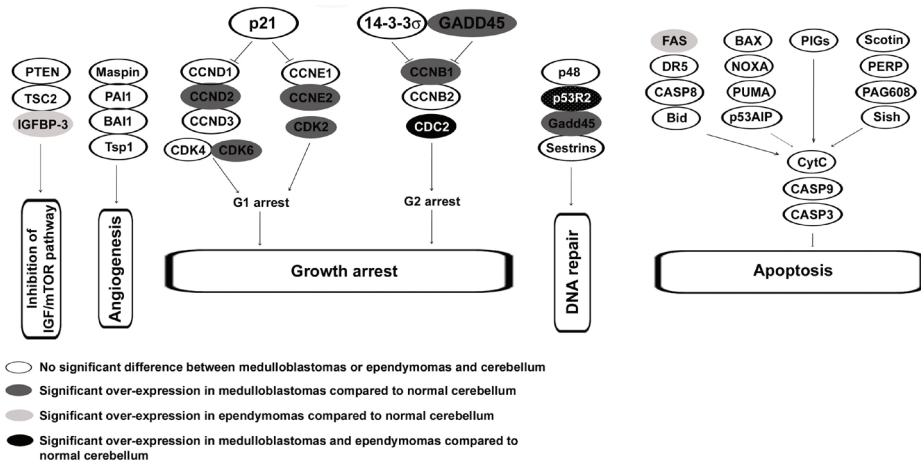 p21
14-3-3σ
GADD45
PTEN
TSC2
IGFBP-3
Inhibition of
IGF/mTOR pathway
Maspin
PAI1
BAI1
Tsp1
Angiogenesis
CCND1
CCND2
CCND3
CDK4
CDK6
CCNE1
CCNE2
CDK2
G1 arrest
CCNB1
CCNB2
CDC2
G2 arrest
Growth arrest
p48
p53R2
Gadd45
Sestrins
DNA repair
FAS
DR5
CASP8
Bid
BAX
NOXA
PUMA
p53AIP
PIGs
Scotin
PERP
PAG608
Sish
CytC
CASP9
CASP3
Apoptosis
No significant difference between medulloblastomas or ependymomas and cerebellum
Significant over-expression in medulloblastomas compared to normal cerebellum
Significant over-expression in ependymomas compared to normal cerebellum
Significant over-expression in medulloblastomas and ependymomas compared to
normal cerebellum